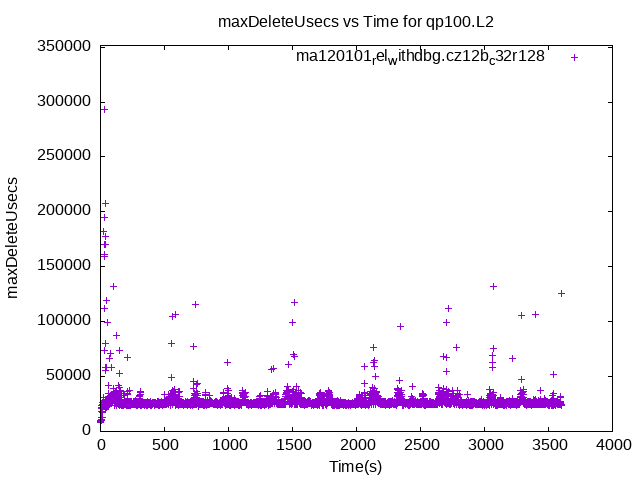 maxDeleteUsecs vs Time for qp100.L2
ma120101_rel_withdbg.cz12b_c32r128
350000
300000
250000
200000
150000
100000
50000
0
maxDeleteUsecs
0 500 1000 1500 2000 2500 3000 3500 4000
Time(s)